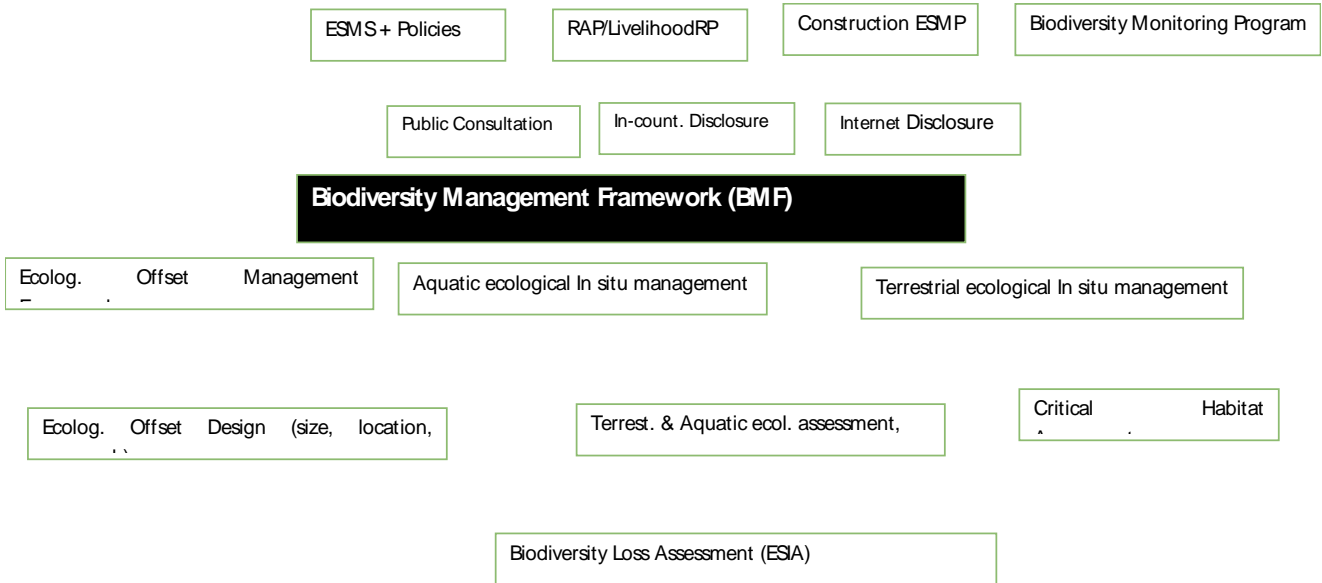 ESMS + Policies
RAP/LivelihoodRP
Construction ESMP
Biodiversity Monitoring Program
Public Consultation
In-count. Disclosure
Internet Disclosure
Biodiversity Management Framework (BMF)
Ecolog. Offset Management
Aquatic ecological In situ management
Terrestrial ecological In situ management
Ecolog. Offset Design (size, location,
Terrest. & Aquatic ecol. assessment,
Critical Habitat
Biodiversity Loss Assessment (ESIA)